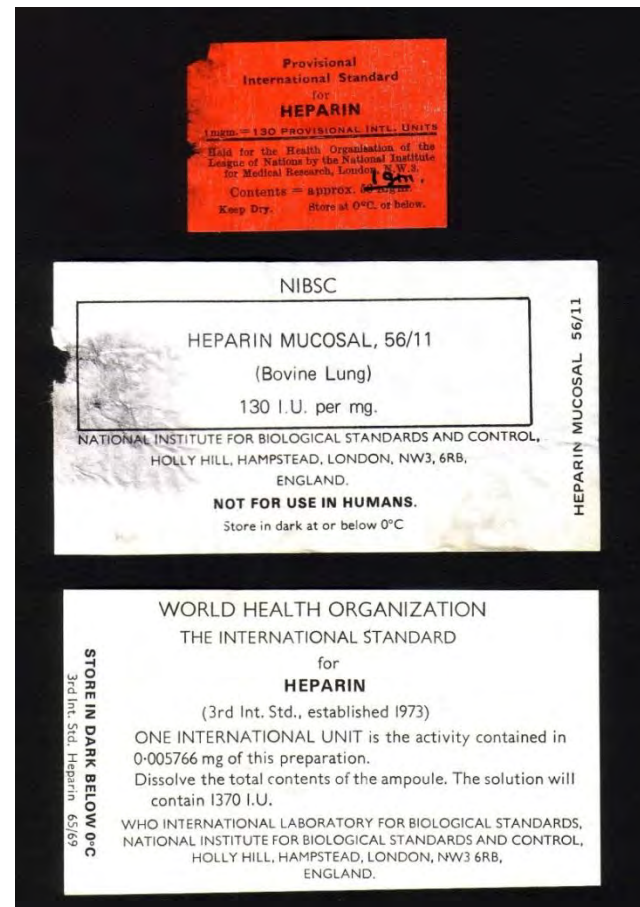 Provisional
International Standard
for
HEPARIN
1 mgm. = 130 PROVISIONAL INTL. UNITS
Held for the Health Organisation of the
League of Nations by the National Institute
for Medical Research, London, N.W.3.
Contents = approx. 1 gm.
Keep Dry. Store at 0°C. or below.
NIBSC
HEPARIN MUCOSAL, 56/11
(Bovine Lung)
130 I.U. per mg.
NATIONAL INSTITUTE FOR BIOLOGICAL STANDARDS AND CONTROL,
HOLLY HILL, HAMPSTEAD, LONDON, NW3, 6RB,
ENGLAND.
NOT FOR USE IN HUMANS.
Store in dark at or below 0°C
HEPARIN MUCOSAL 56/11
WORLD HEALTH ORGANIZATION
THE INTERNATIONAL STANDARD
for
HEPARIN
(3rd Int. Std., established 1973)
ONE INTERNATIONAL UNIT is the activity contained in
0·005766 mg of this preparation.
Dissolve the total contents of the ampoule. The solution will
contain 1370 I.U.
WHO INTERNATIONAL LABORATORY FOR BIOLOGICAL STANDARDS,
NATIONAL INSTITUTE FOR BIOLOGICAL STANDARDS AND CONTROL,
HOLLY HILL, HAMPSTEAD, LONDON, NW3 6RB,
ENGLAND.
STORE IN DARK BELOW 0°C
3rd Int. Std. Heparin 65/69